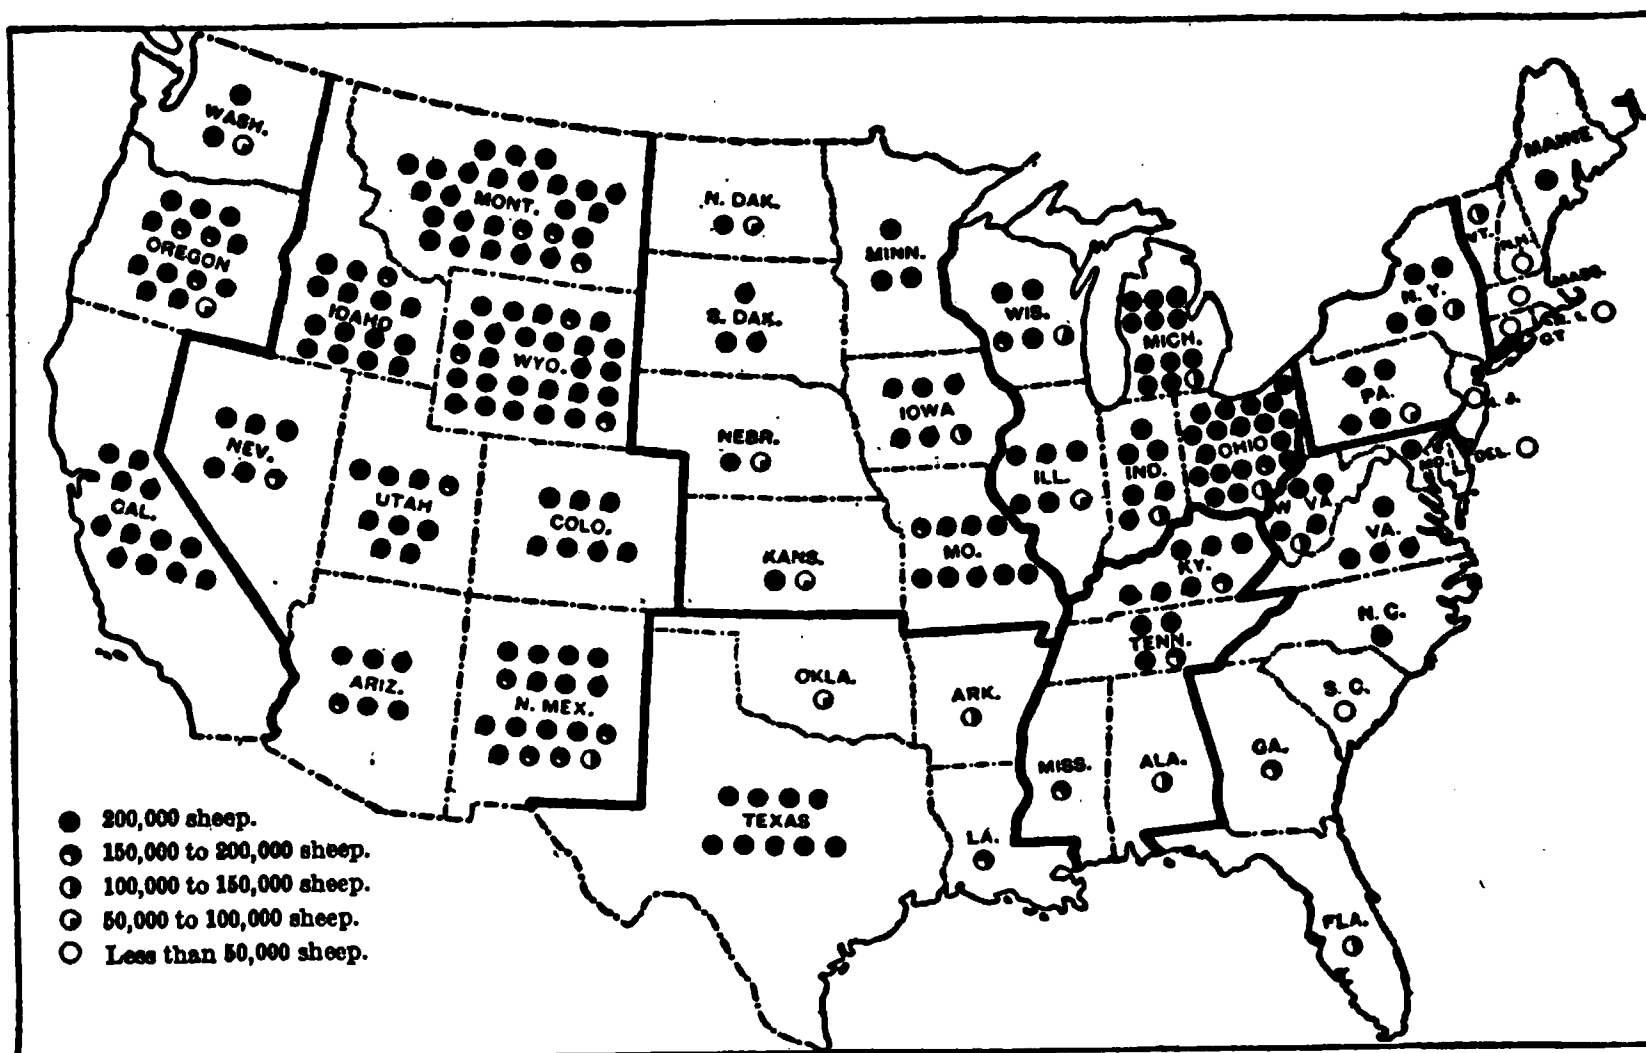 WASH.
MONT.
N. DAK.
MINN.
MAINE
VT.
N.H.
MASS.
R. I.
CT
OREGON
IDAHO
WYO.
S. DAK.
WIS.
MICH.
N. Y.
NEV.
UTAH
COLO.
NEBR.
IOWA
ILL.
IND.
OHIO
PA.
N. J.
DEL.
MD.
CAL.
KANS.
MO.
KY.
W VA.
VA.
ARIZ.
N. MEX.
OKLA.
ARK.
TENN.
N. C.
S. C.
TEXAS
LA.
MISS.
ALA.
GA.
FLA.
200,000 sheep.
150,000 to 200,000 sheep.
100,000 to 150,000 sheep.
50,000 to 100,000 sheep.
Less than 50,000 sheep.